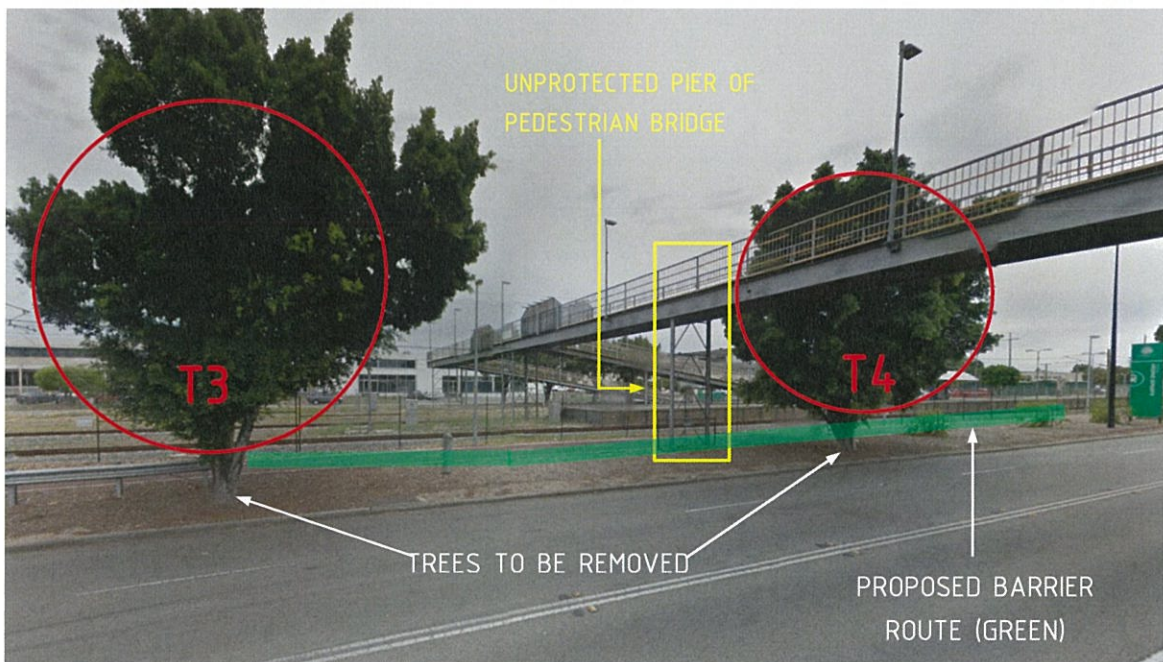 UNPROTECTED PIER OF
PEDESTRIAN BRIDGE
T3
T4
TREES TO BE REMOVED
PROPOSED BARRIER
ROUTE (GREEN)